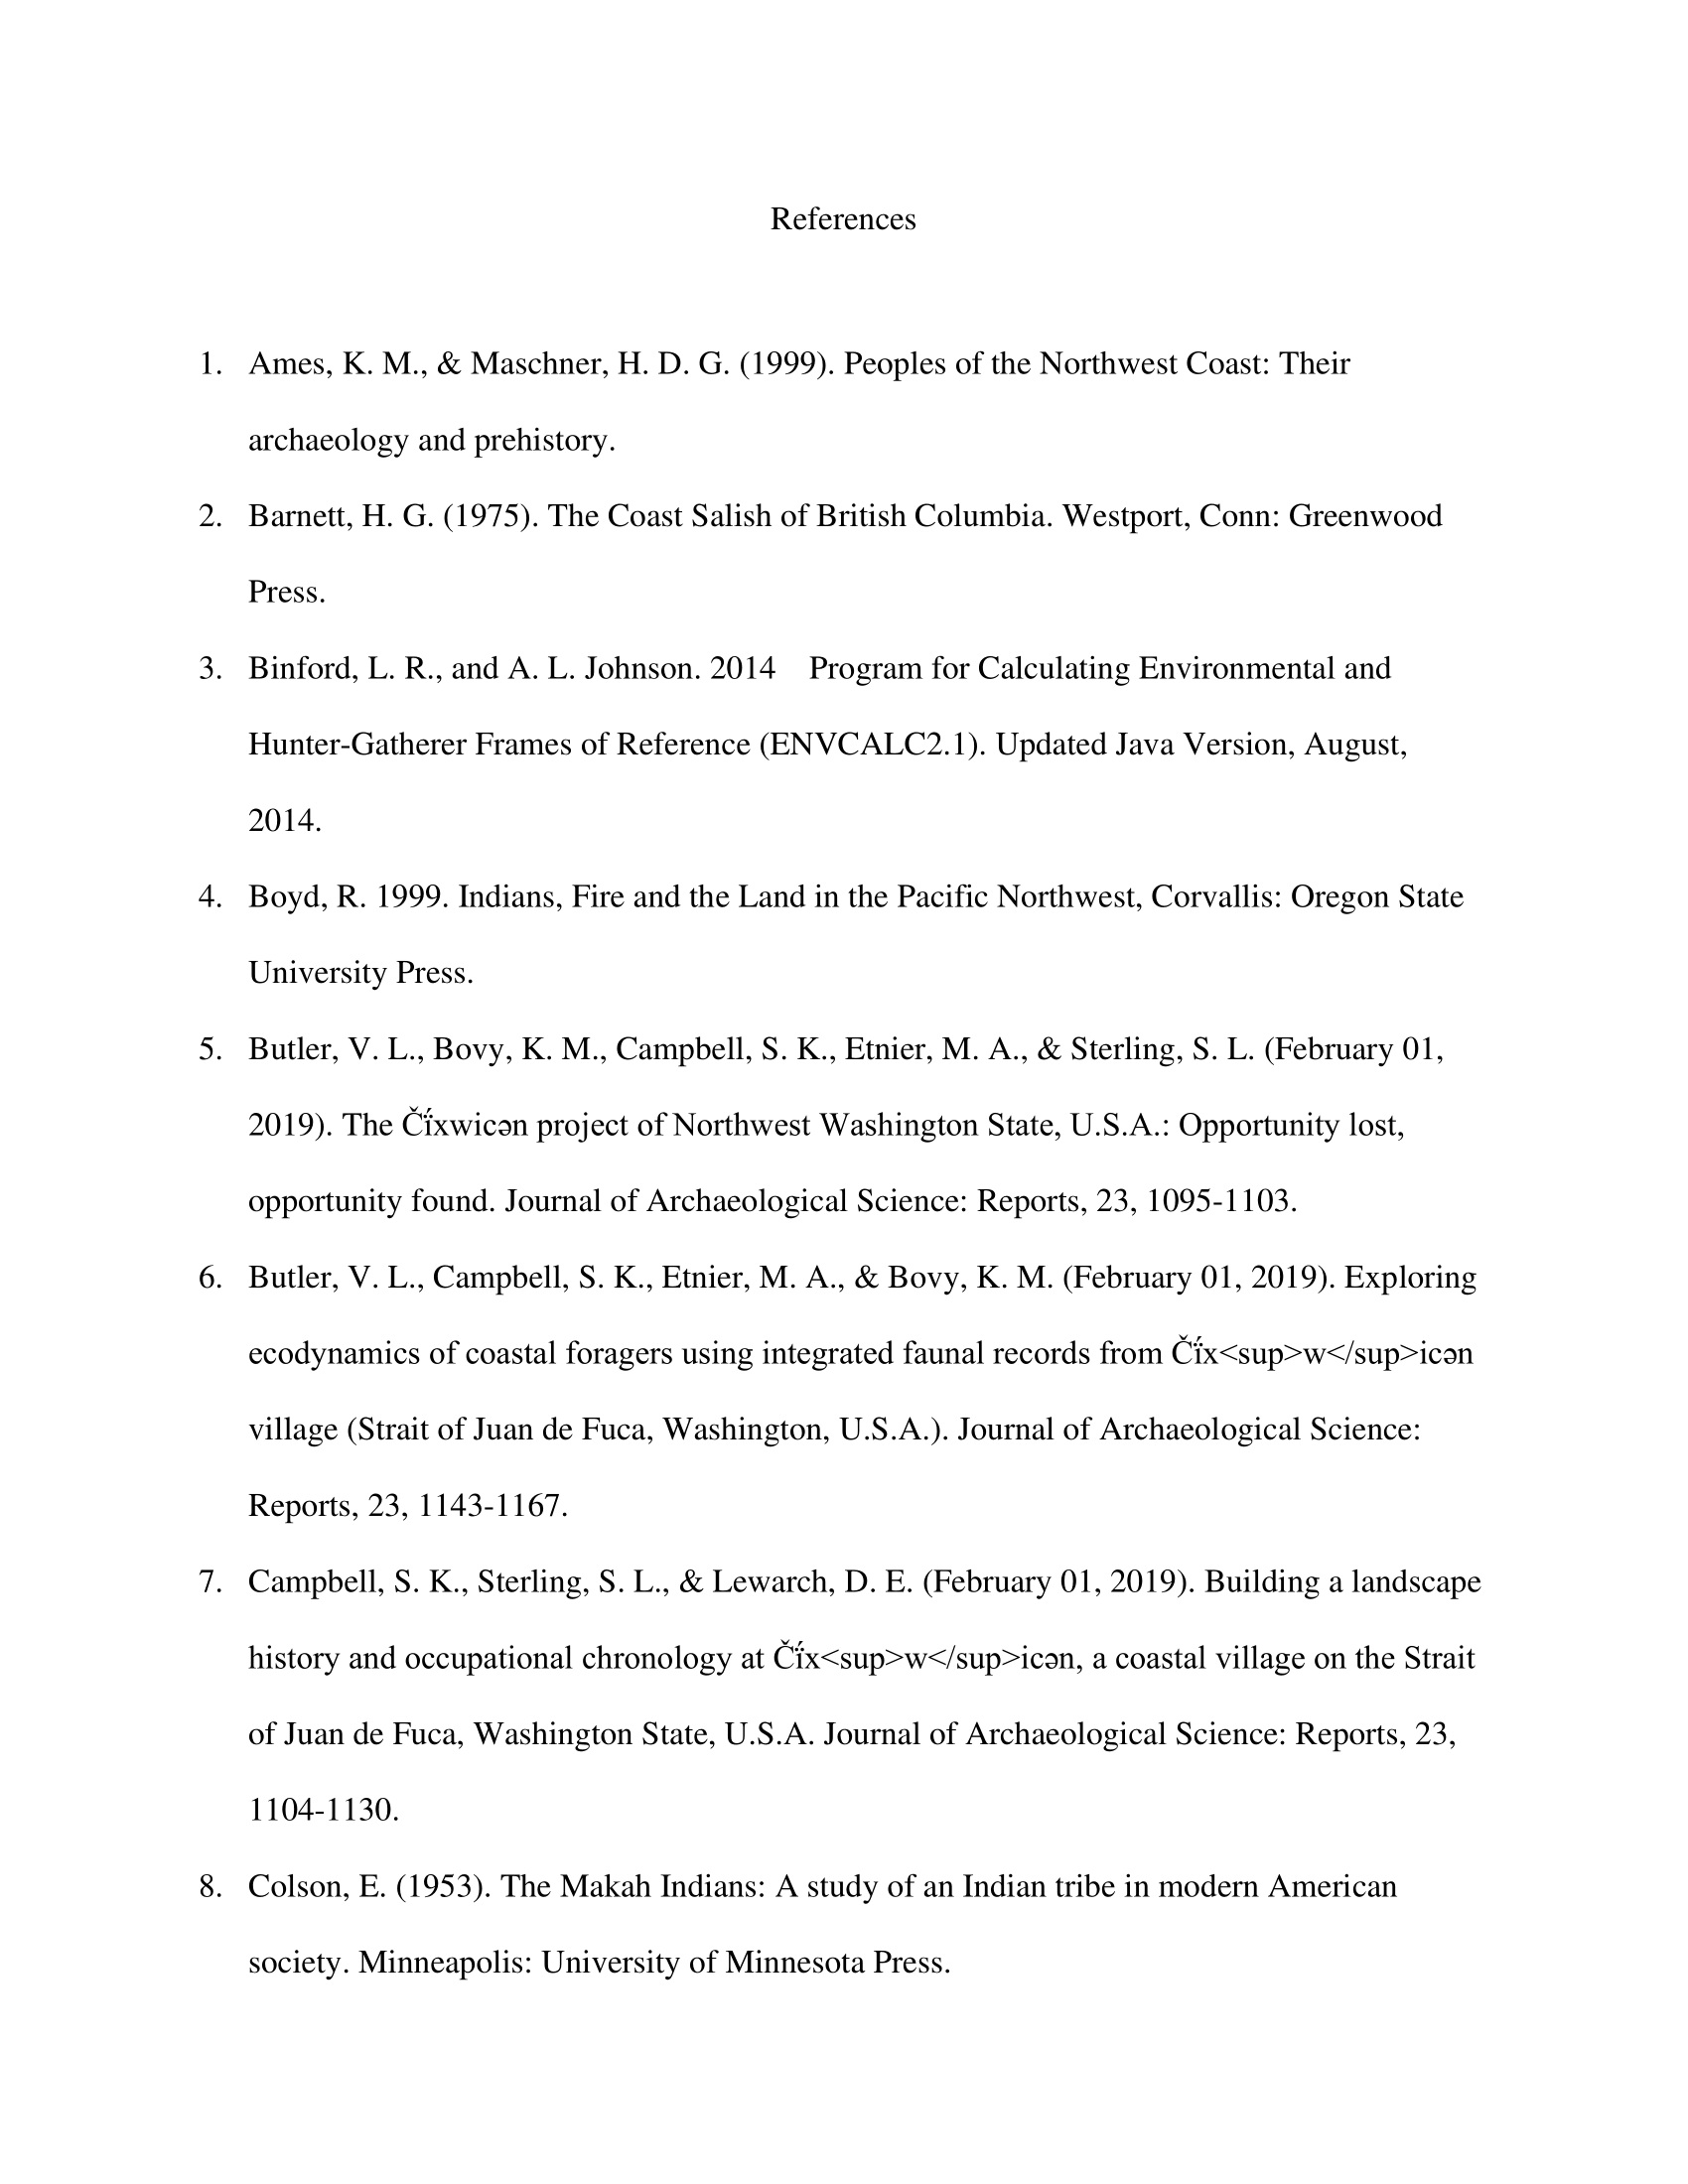 References
1. Ames, K. M., & Maschner, H. D. G. (1999). Peoples of the Northwest Coast: Their
archaeology and prehistory.
2. Barnett, H. G. (1975). The Coast Salish of British Columbia. Westport, Conn: Greenwood
Press.
3. Binford, L. R., and A. L. Johnson. 2014    Program for Calculating Environmental and
Hunter-Gatherer Frames of Reference (ENVCALC2.1). Updated Java Version, August,
2014.
4. Boyd, R. 1999. Indians, Fire and the Land in the Pacific Northwest, Corvallis: Oregon State
University Press.
5. Butler, V. L., Bovy, K. M., Campbell, S. K., Etnier, M. A., & Sterling, S. L. (February 01,
2019). The Čḯxwicən project of Northwest Washington State, U.S.A.: Opportunity lost,
opportunity found. Journal of Archaeological Science: Reports, 23, 1095-1103.
6. Butler, V. L., Campbell, S. K., Etnier, M. A., & Bovy, K. M. (February 01, 2019). Exploring
ecodynamics of coastal foragers using integrated faunal records from Čḯx<sup>w</sup>icən
village (Strait of Juan de Fuca, Washington, U.S.A.). Journal of Archaeological Science:
Reports, 23, 1143-1167.
7. Campbell, S. K., Sterling, S. L., & Lewarch, D. E. (February 01, 2019). Building a landscape
history and occupational chronology at Čḯx<sup>w</sup>icən, a coastal village on the Strait
of Juan de Fuca, Washington State, U.S.A. Journal of Archaeological Science: Reports, 23,
1104-1130.
8. Colson, E. (1953). The Makah Indians: A study of an Indian tribe in modern American
society. Minneapolis: University of Minnesota Press.